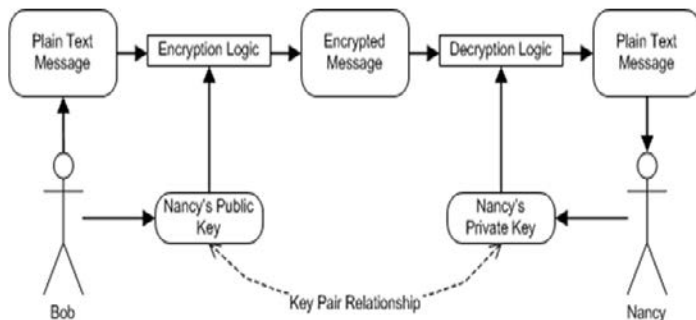 Plain Text
Message
Encryption Logic
Encrypted
Message
Decryption Logic
Plain Text
Message
Nancy's Public
Key
Nancy's
Private Key
Key Pair Relationship
Bob
Nancy